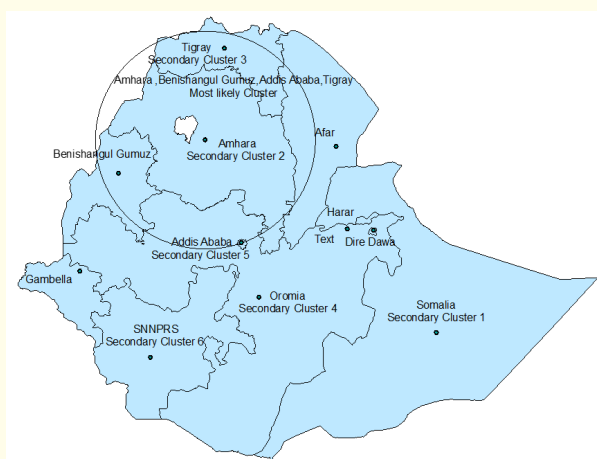 Tigray
Secondary Cluster 3
Amhara ,Benishangul Gumuz,Addis Ababa,Tigray
Most likely Cluster
Afar
Amhara
Secondary Cluster 2
Benishangul Gumuz
Harar
Text
Dire Dawa
Addis Ababa
Secondary Cluster 5
Gambella
Oromia
Secondary Cluster 4
Somalia
Secondary Cluster 1
SNNPRS
Secondary Cluster 6